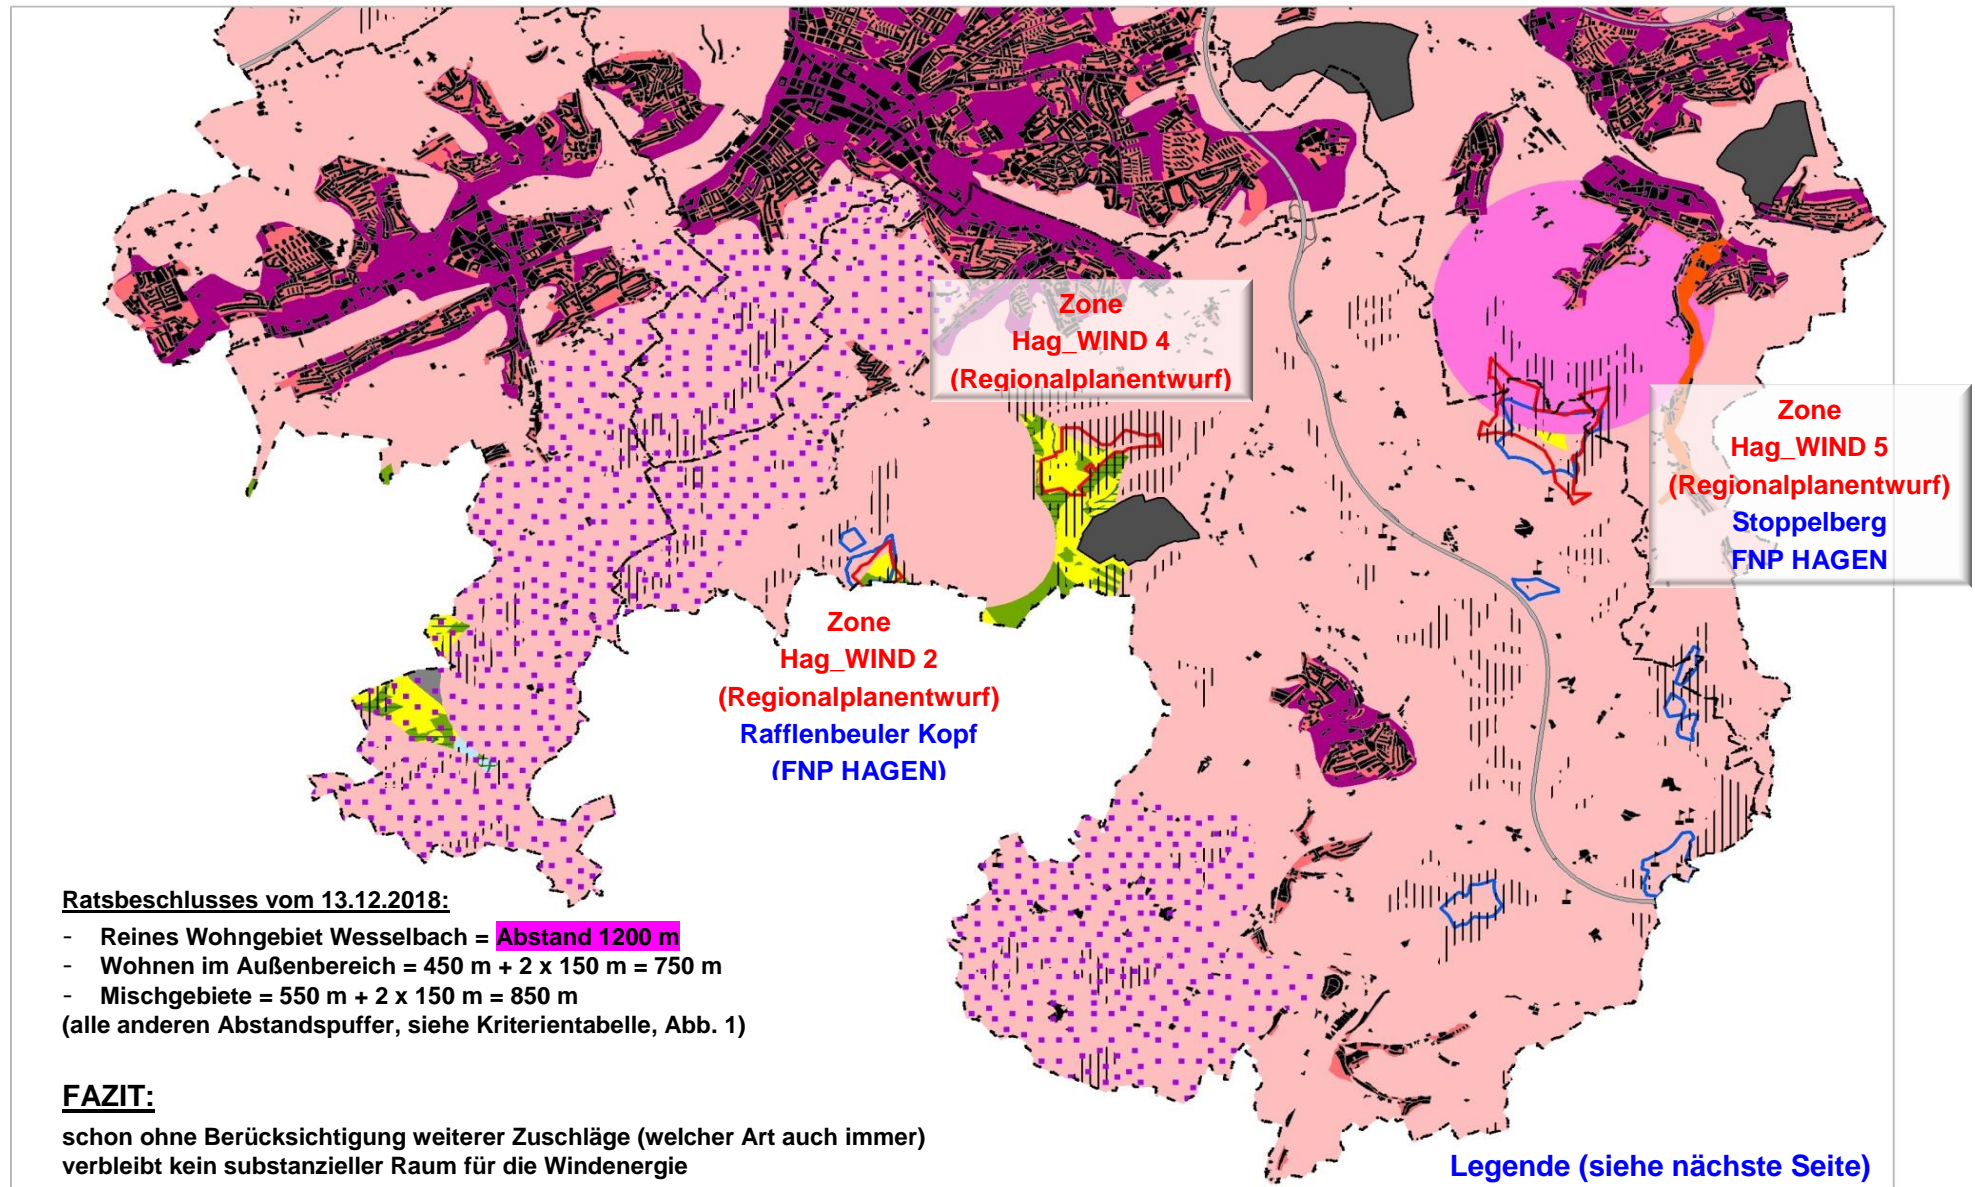 Zone
Hag_WIND 4
(Regionalplanentwurf)
Zone
Hag_WIND 5
(Regionalplanentwurf)
Stoppelberg
FNP HAGEN
Zone
Hag_WIND 2
(Regionalplanentwurf)
Rafflenbeuler Kopf
(FNP HAGEN)
Ratsbeschlusses vom 13.12.2018:
- Reines Wohngebiet Wesselbach = Abstand 1200 m
- Wohnen im Außenbereich = 450 m + 2 x 150 m = 750 m
- Mischgebiete = 550 m + 2 x 150 m = 850 m
(alle anderen Abstandspuffer, siehe Kriterientabelle, Abb. 1)
FAZIT:
schon ohne Berücksichtigung weiterer Zuschläge (welcher Art auch immer)
verbleibt kein substanzieller Raum für die Windenergie
Legende (siehe nächste Seite)